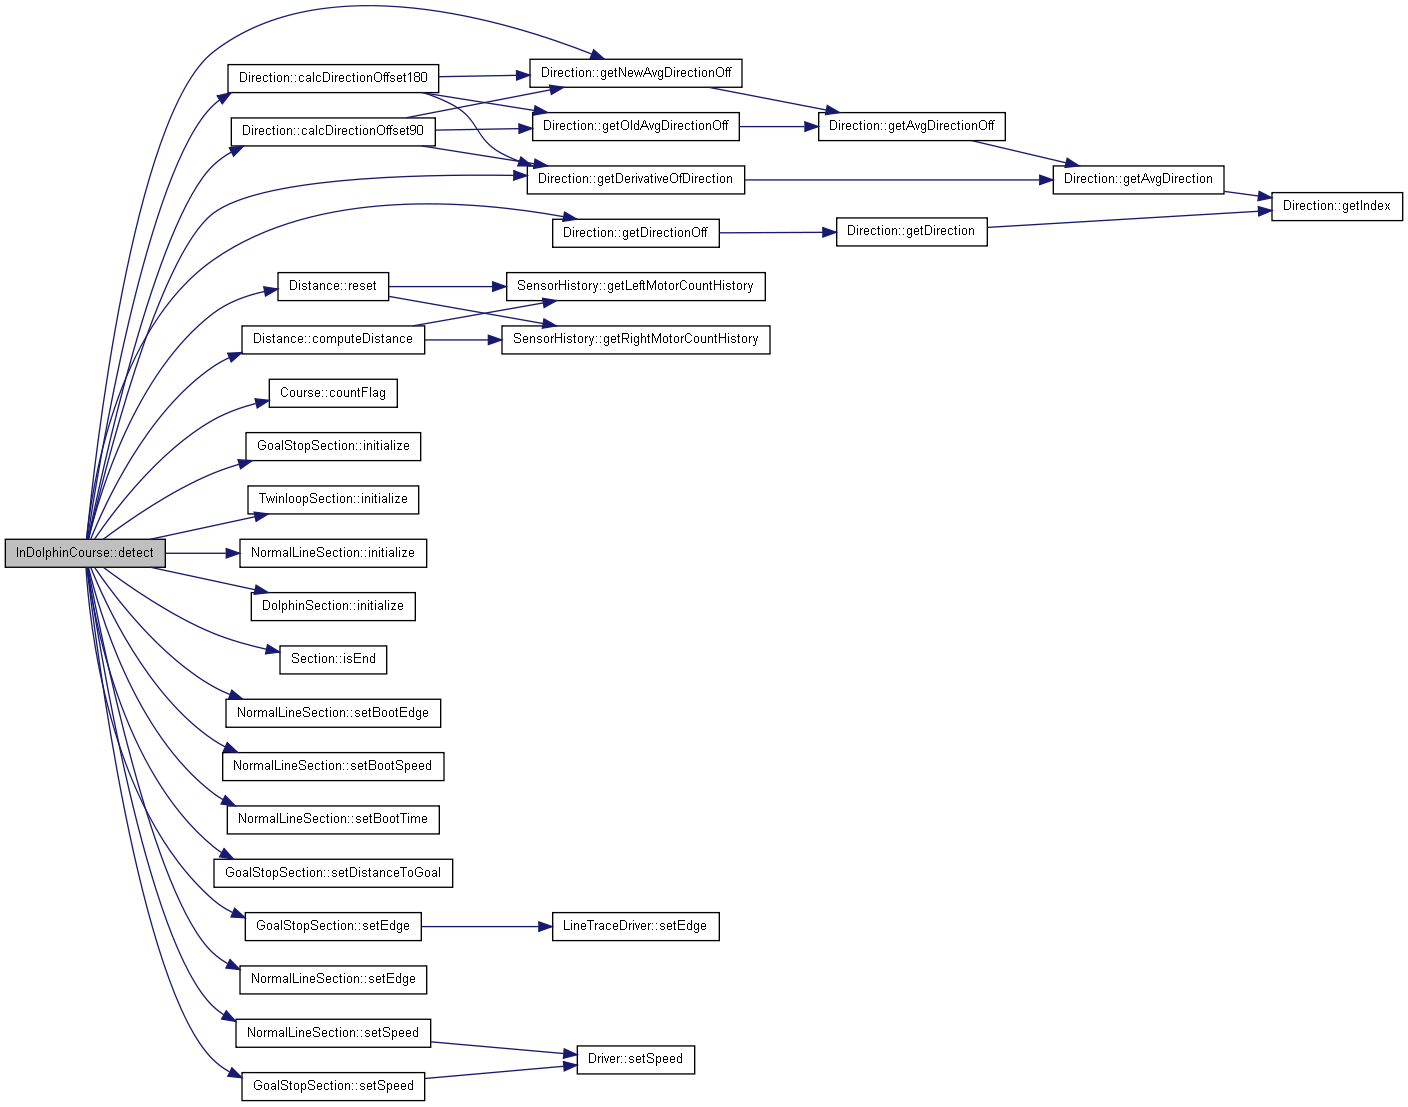 Direction::calcDirectionOffset180
Direction::getNewAvgDirectionOff
Direction::calcDirectionOffset90
Direction::getOldAvgDirectionOff
Direction::getAvgDirectionOff
Direction::getDerivativeOfDirection
Direction::getAvgDirection
Direction::getIndex
Direction::getDirectionOff
Direction::getDirection
Distance::reset
SensorHistory::getLeftMotorCountHistory
Distance::computeDistance
SensorHistory::getRightMotorCountHistory
Course::countFlag
GoalStopSection::initialize
TwinloopSection::initialize
InDolphinCourse::detect
NormalLineSection::initialize
DolphinSection::initialize
Section::isEnd
NormalLineSection::setBootEdge
NormalLineSection::setBootSpeed
NormalLineSection::setBootTime
GoalStopSection::setDistanceToGoal
GoalStopSection::setEdge
LineTraceDriver::setEdge
NormalLineSection::setEdge
NormalLineSection::setSpeed
Driver::setSpeed
GoalStopSection::setSpeed